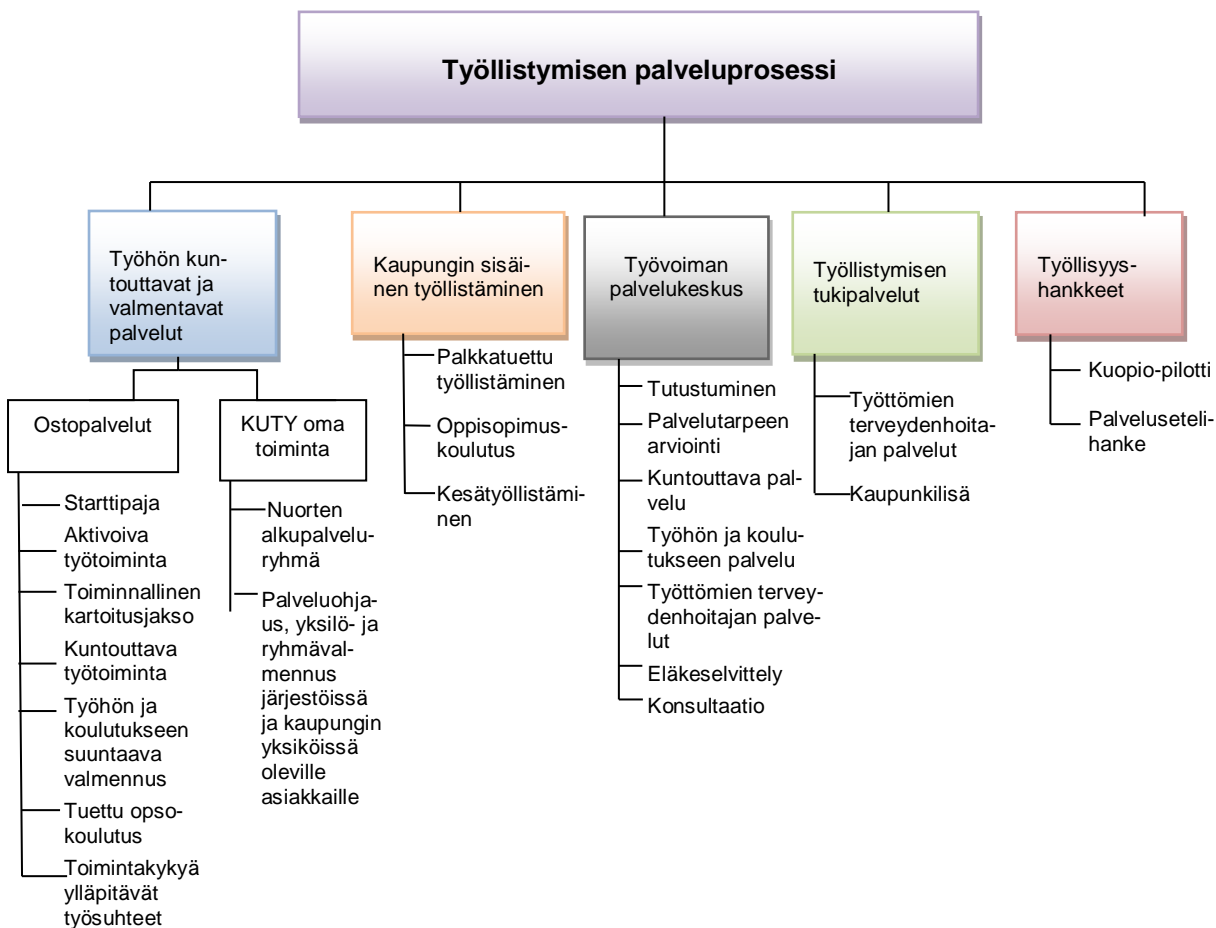 Työllistymisen palveluprosessi
Työhön kun-
touttavat ja
valmentavat
palvelut
Ostopalvelut
Starttipaja
Aktivoiva
työtoiminta
Toiminnallinen
kartoitusjakso
Kuntouttava
työtoiminta
Työhön ja
koulutukseen
suuntaava
valmennus
Tuettu opso-
koulutus
Toimintakykyä
ylläpitävät
työsuhteet
KUTY oma
toiminta
Nuorten
alkupalvelu-
ryhmä
Palveluohja-
us, yksilö- ja
ryhmäval-
mennus
järjestöissä
ja kaupungin
yksiköissä
oleville
asiakkaille
Kaupungin sisäi-
nen työllistäminen
Palkkatuettu
työllistäminen
Oppisopimus-
koulutus
Kesätyöllistämi-
nen
Työvoiman
palvelukeskus
Tutustuminen
Palvelutarpeen
arviointi
Kuntouttava pal-
velu
Työhön ja koulu-
tukseen palvelu
Työttömien tervey-
denhoitajan palve-
lut
Eläkeselvittely
Konsultaatio
Työllistymisen
tukipalvelut
Työttömien
terveydenhoita-
jan palvelut
Kaupunkilisä
Työllisyys-
hankkeet
Kuopio-pilotti
Palveluseteli-
hanke